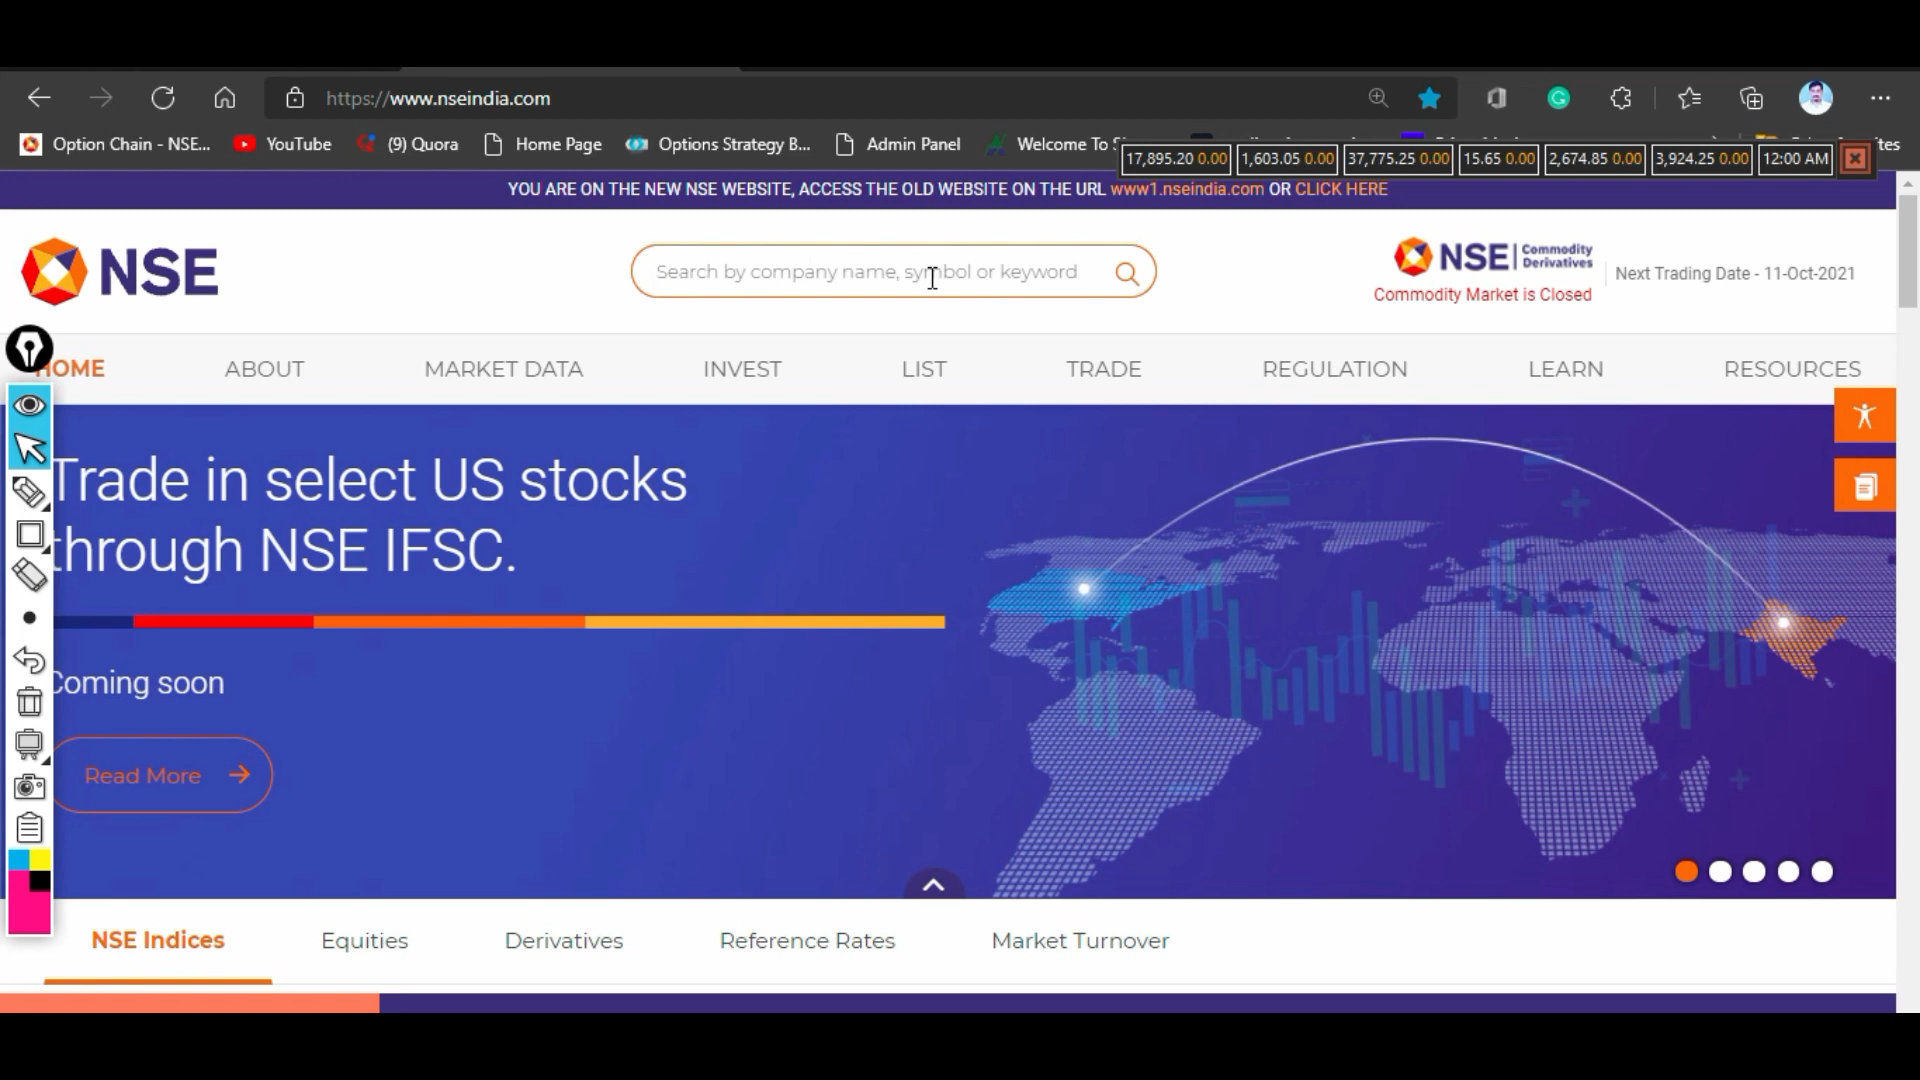 https://www.nseindia.com
Option Chain - NSE... YouTube (9) Quora Home Page Options Strategy B... Admin Panel Welcome To
17,895.20 0.00 1,603.05 0.00 37,775.25 0.00 15.65 0.00 2,674.85 0.00 3,924.25 0.00 12:00 AM
YOU ARE ON THE NEW NSE WEBSITE, ACCESS THE OLD WEBSITE ON THE URL www1.nseindia.com OR CLICK HERE
NSE
Search by company name, symbol or keyword
NSE Commodity Derivatives
Commodity Market is Closed
Next Trading Date - 11-Oct-2021
HOME ABOUT MARKET DATA INVEST LIST TRADE REGULATION LEARN RESOURCES
Trade in select US stocks
through NSE IFSC.
Coming soon
Read More
NSE Indices Equities Derivatives Reference Rates Market Turnover